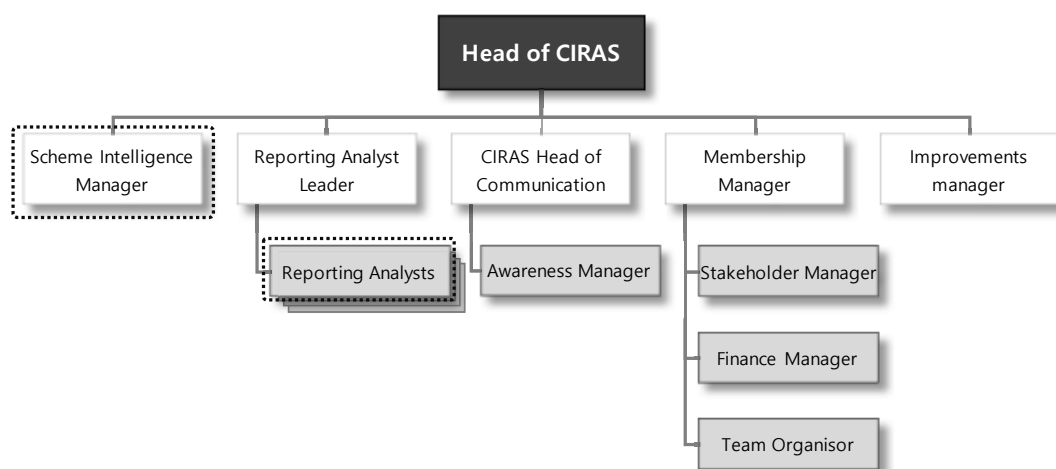 Head of CIRAS
Scheme Intelligence
Manager
Reporting Analyst
Leader
CIRAS Head of
Communication
Membership
Manager
Improvements
manager
Reporting Analysts
Awareness Manager
Stakeholder Manager
Finance Manager
Team Organisor